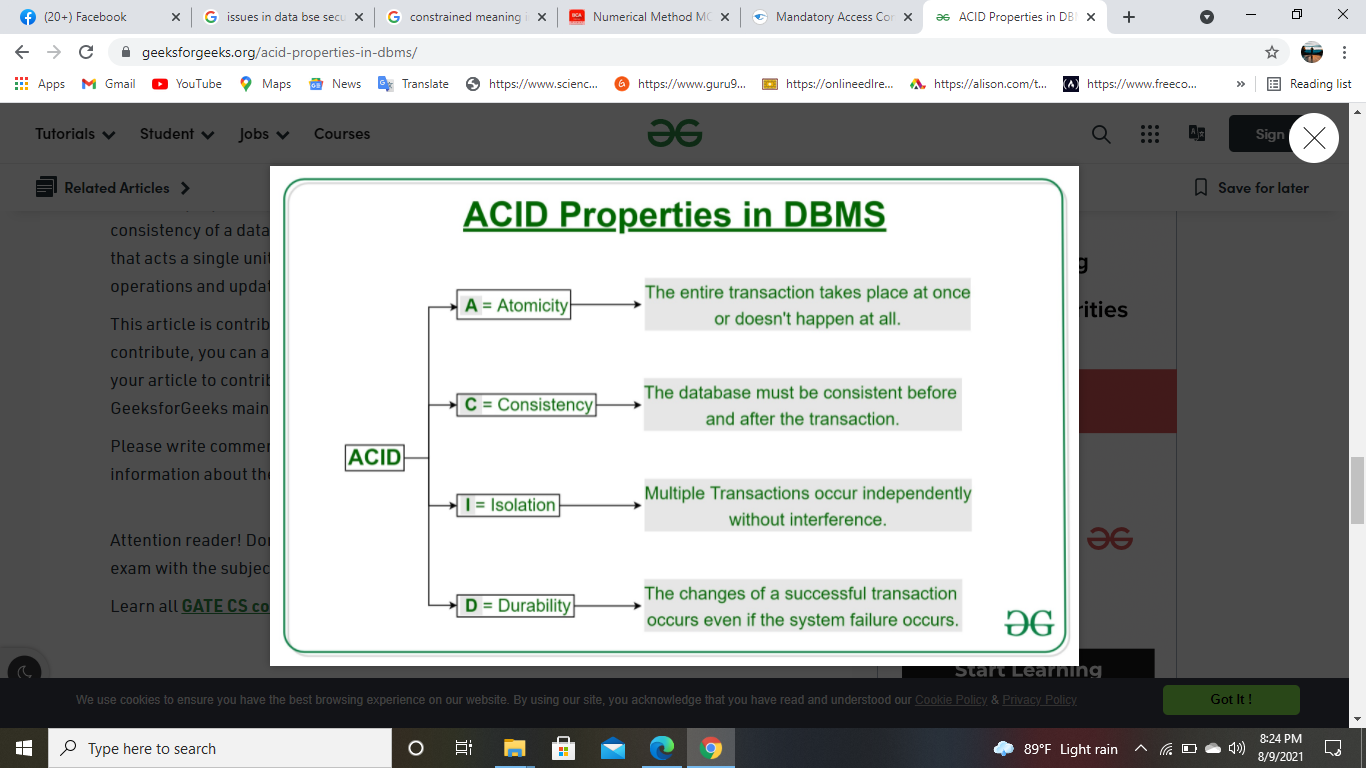 (20+) Facebook
issues in data bse secu
constrained meaning i
Numerical Method MC
Mandatory Access Con
ACID Properties in DB
geeksforgeeks.org/acid-properties-in-dbms/
Apps Gmail YouTube Maps News Translate https://www.scienc... https://www.guru9... https://onlineedlre... https://alison.com/t... https://www.freeco... » Reading list
Tutorials Student Jobs Courses
Sign
Related Articles
Save for later
consistency of a data
that acts a single unit
operations and updat
This article is contrib
contribute, you can a
your article to contrib
GeeksforGeeks main
Please write commen
information about the
Attention reader! Don
exam with the subjec
Learn all GATE CS co
g
rities
ACID Properties in DBMS
ACID
A = Atomicity
The entire transaction takes place at once
or doesn't happen at all.
C = Consistency
The database must be consistent before
and after the transaction.
I = Isolation
Multiple Transactions occur independently
without interference.
D = Durability
The changes of a successful transaction
occurs even if the system failure occurs.
Start Learning
We use cookies to ensure you have the best browsing experience on our website. By using our site, you acknowledge that you have read and understood our Cookie Policy & Privacy Policy
Got It !
Type here to search
89°F Light rain
8:24 PM
8/9/2021